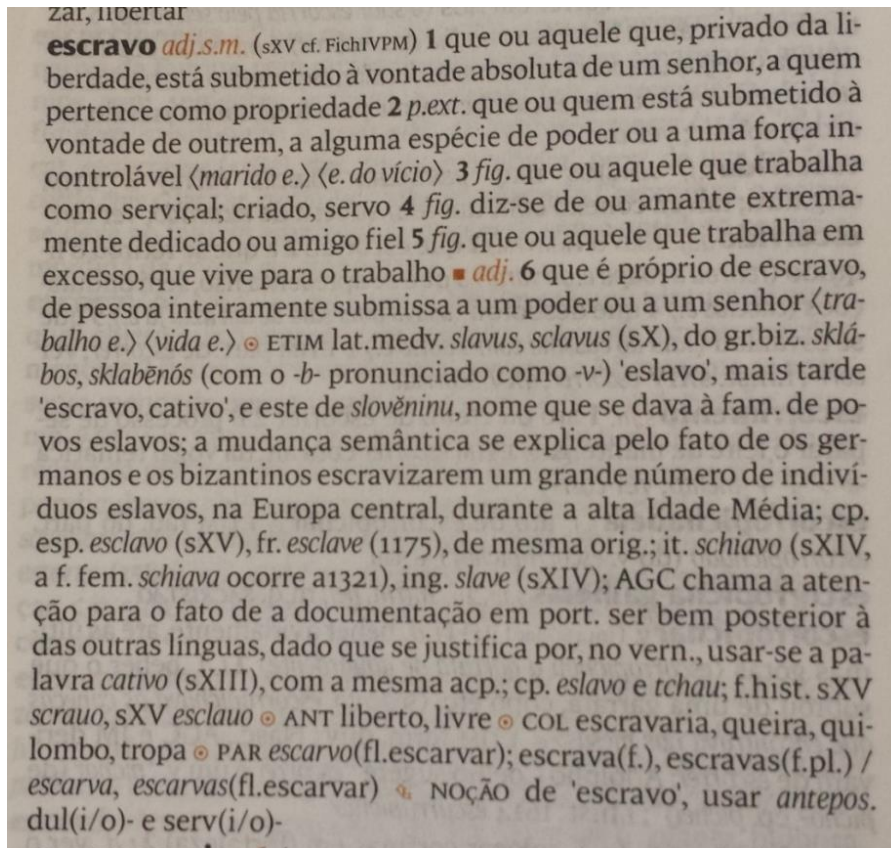 zar, libertar
escravo adj.s.m. (sXV cf. FichIVPM) 1 que ou aquele que, privado da li-
berdade, está submetido à vontade absoluta de um senhor, a quem
pertence como propriedade 2 p.ext. que ou quem está submetido à
vontade de outrem, a alguma espécie de poder ou a uma força in-
controlável ⟨marido e.⟩ ⟨e. do vício⟩ 3 fig. que ou aquele que trabalha
como serviçal; criado, servo 4 fig. diz-se de ou amante extrema-
mente dedicado ou amigo fiel 5 fig. que ou aquele que trabalha em
excesso, que vive para o trabalho ■ adj. 6 que é próprio de escravo,
de pessoa inteiramente submissa a um poder ou a um senhor ⟨tra-
balho e.⟩ ⟨vida e.⟩ ⊙ ETIM lat.medv. slavus, sclavus (sX), do gr.biz. sklá-
bos, sklabēnós (com o -b- pronunciado como -v-) 'eslavo', mais tarde
'escravo, cativo', e este de slověninu, nome que se dava à fam. de po-
vos eslavos; a mudança semântica se explica pelo fato de os ger-
manos e os bizantinos escravizarem um grande número de indiví-
duos eslavos, na Europa central, durante a alta Idade Média; cp.
esp. esclavo (sXV), fr. esclave (1175), de mesma orig.; it. schiavo (sXIV,
a f. fem. schiava ocorre a1321), ing. slave (sXIV); AGC chama a aten-
ção para o fato de a documentação em port. ser bem posterior à
das outras línguas, dado que se justifica por, no vern., usar-se a pa-
lavra cativo (sXIII), com a mesma acp.; cp. eslavo e tchau; f.hist. sXV
scrauo, sXV esclauo ⊙ ANT liberto, livre ⊙ COL escravaria, queira, qui-
lombo, tropa ⊙ PAR escarvo(fl.escarvar); escrava(f.), escravas(f.pl.) /
escarva, escarvas(fl.escarvar) NOÇÃO de 'escravo', usar antepos.
dul(i/o)- e serv(i/o)-